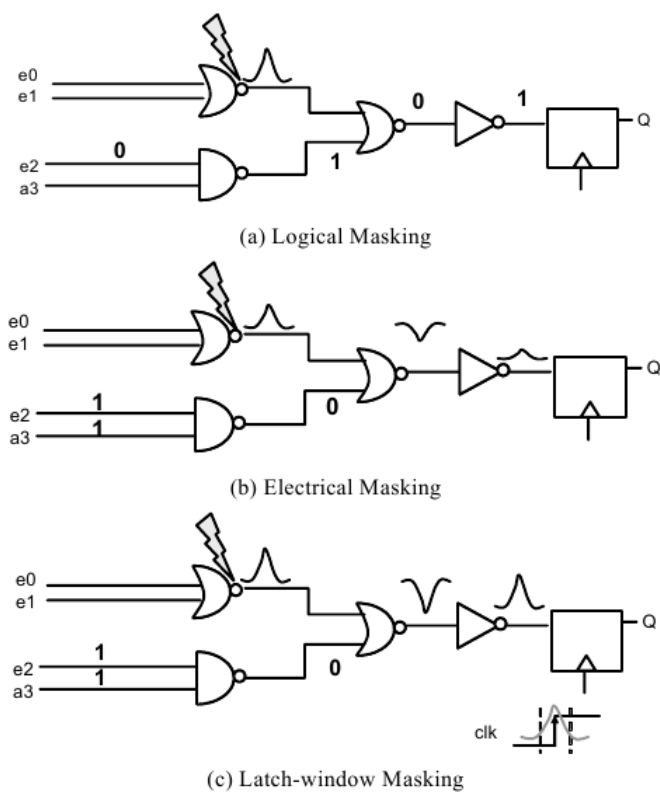 e0
e1
0
1
Q
0
e2
a3
1
(a) Logical Masking
e0
e1
Q
1
e2
1
a3
0
(b) Electrical Masking
e0
e1
Q
1
e2
1
a3
0
clk
(c) Latch-window Masking